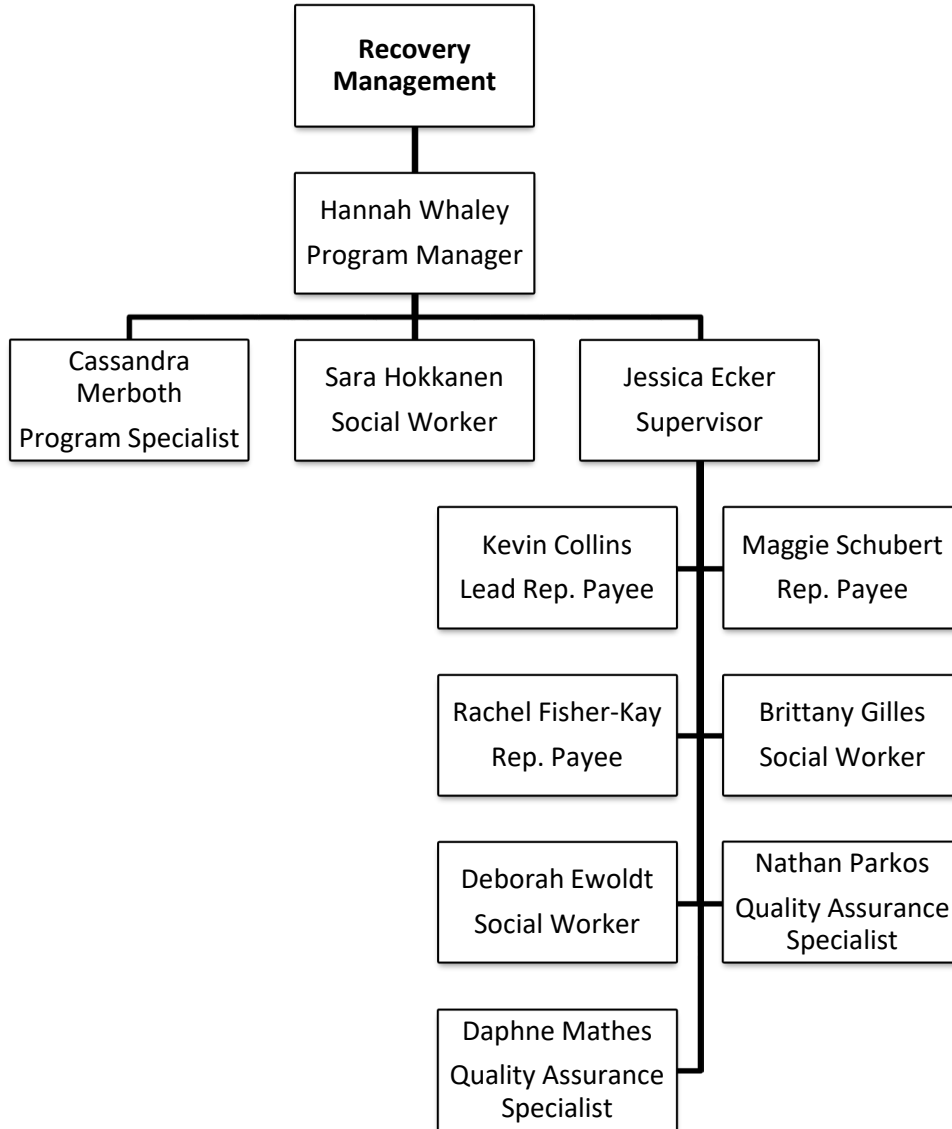 Recovery
Management
Hannah Whaley
Program Manager
Cassandra
Merboth
Program Specialist
Sara Hokkanen
Social Worker
Jessica Ecker
Supervisor
Kevin Collins
Lead Rep. Payee
Maggie Schubert
Rep. Payee
Rachel Fisher-Kay
Rep. Payee
Brittany Gilles
Social Worker
Deborah Ewoldt
Social Worker
Nathan Parkos
Quality Assurance
Specialist
Daphne Mathes
Quality Assurance
Specialist